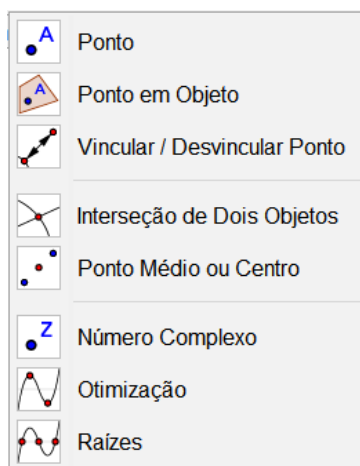 A Ponto
A Ponto em Objeto
Vincular / Desvincular Ponto
Interseção de Dois Objetos
Ponto Médio ou Centro
Z Número Complexo
Otimização
Raízes